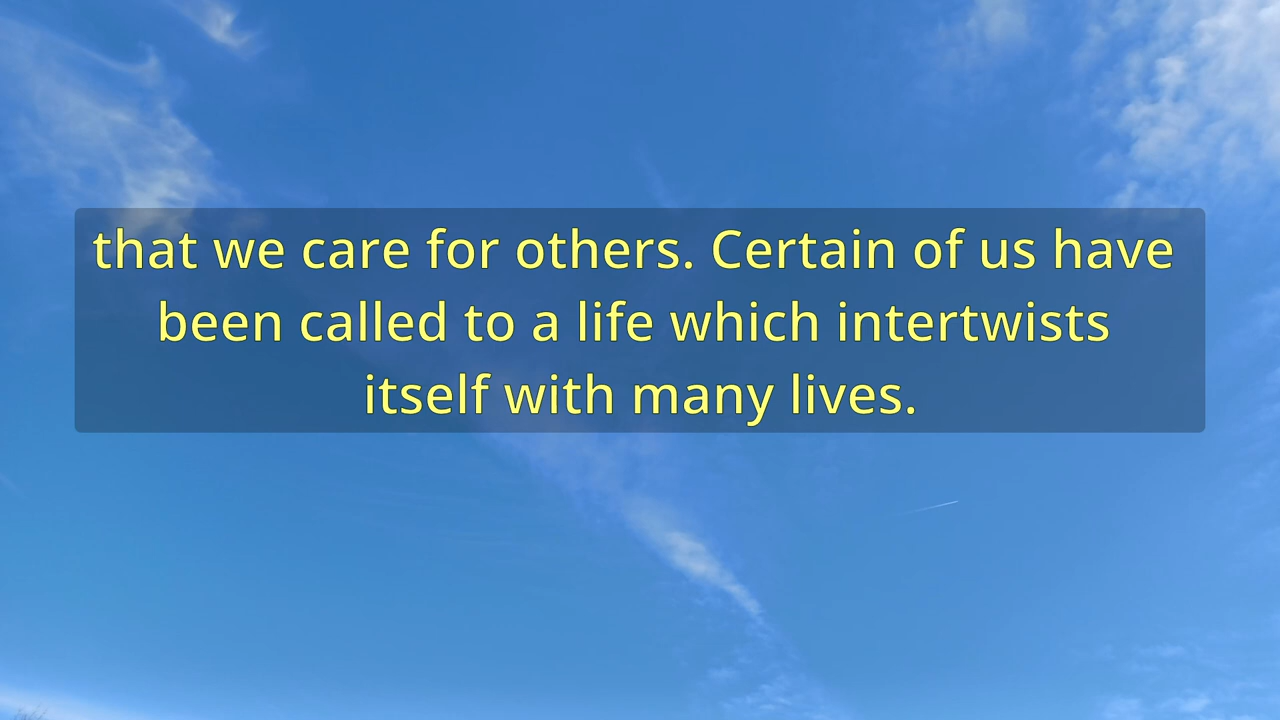 that we care for others. Certain of us have
been called to a life which intertwists
itself with many lives.